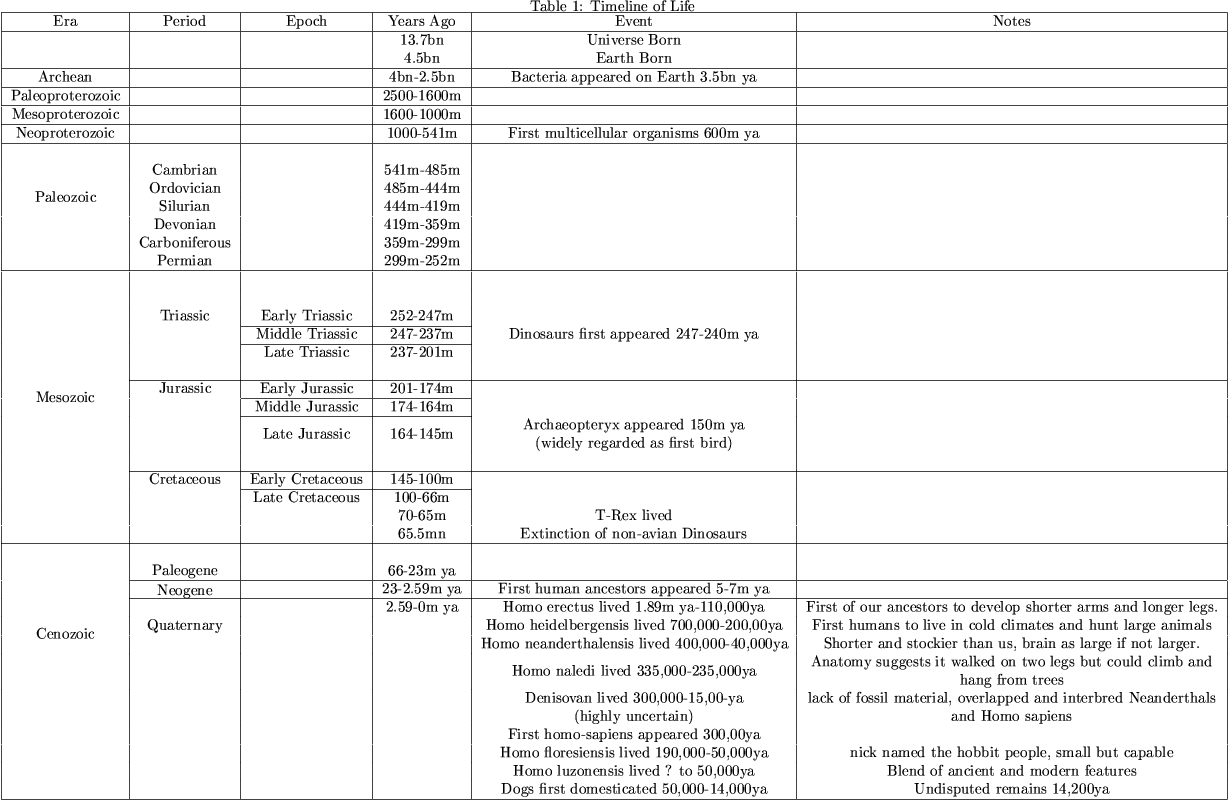 Table 1: Timeline of Life
Era Period Epoch Years Ago Event Notes
13.7bn Universe Born
4.5bn Earth Born
Archean 4bn-2.5bn Bacteria appeared on Earth 3.5bn ya
Paleoproterozoic 2500-1600m
Mesoproterozoic 1600-1000m
Neoproterozoic 1000-541m First multicellular organisms 600m ya
Paleozoic
Cambrian 541m-485m
Ordovician 485m-444m
Silurian 444m-419m
Devonian 419m-359m
Carboniferous 359m-299m
Permian 299m-252m
Mesozoic
Triassic Early Triassic 252-247m
Middle Triassic 247-237m Dinosaurs first appeared 247-240m ya
Late Triassic 237-201m
Jurassic Early Jurassic 201-174m
Middle Jurassic 174-164m
Late Jurassic 164-145m Archaeopteryx appeared 150m ya
(widely regarded as first bird)
Cretaceous Early Cretaceous 145-100m
Late Cretaceous 100-66m
70-65m T-Rex lived
65.5mn Extinction of non-avian Dinosaurs
Cenozoic
Paleogene 66-23m ya
Neogene 23-2.59m ya First human ancestors appeared 5-7m ya
2.59-0m ya Homo erectus lived 1.89m ya-110,000ya First of our ancestors to develop shorter arms and longer legs.
Quaternary Homo heidelbergensis lived 700,000-200,00ya First humans to live in cold climates and hunt large animals
Homo neanderthalensis lived 400,000-40,000ya Shorter and stockier than us, brain as large if not larger.
Homo naledi lived 335,000-235,000ya Anatomy suggests it walked on two legs but could climb and
hang from trees
Denisovan lived 300,000-15,00-ya lack of fossil material, overlapped and interbred Neanderthals
(highly uncertain) and Homo sapiens
First homo-sapiens appeared 300,00ya
Homo floresiensis lived 190,000-50,000ya nick named the hobbit people, small but capable
Homo luzonensis lived ? to 50,000ya Blend of ancient and modern features
Dogs first domesticated 50,000-14,000ya Undisputed remains 14,200ya